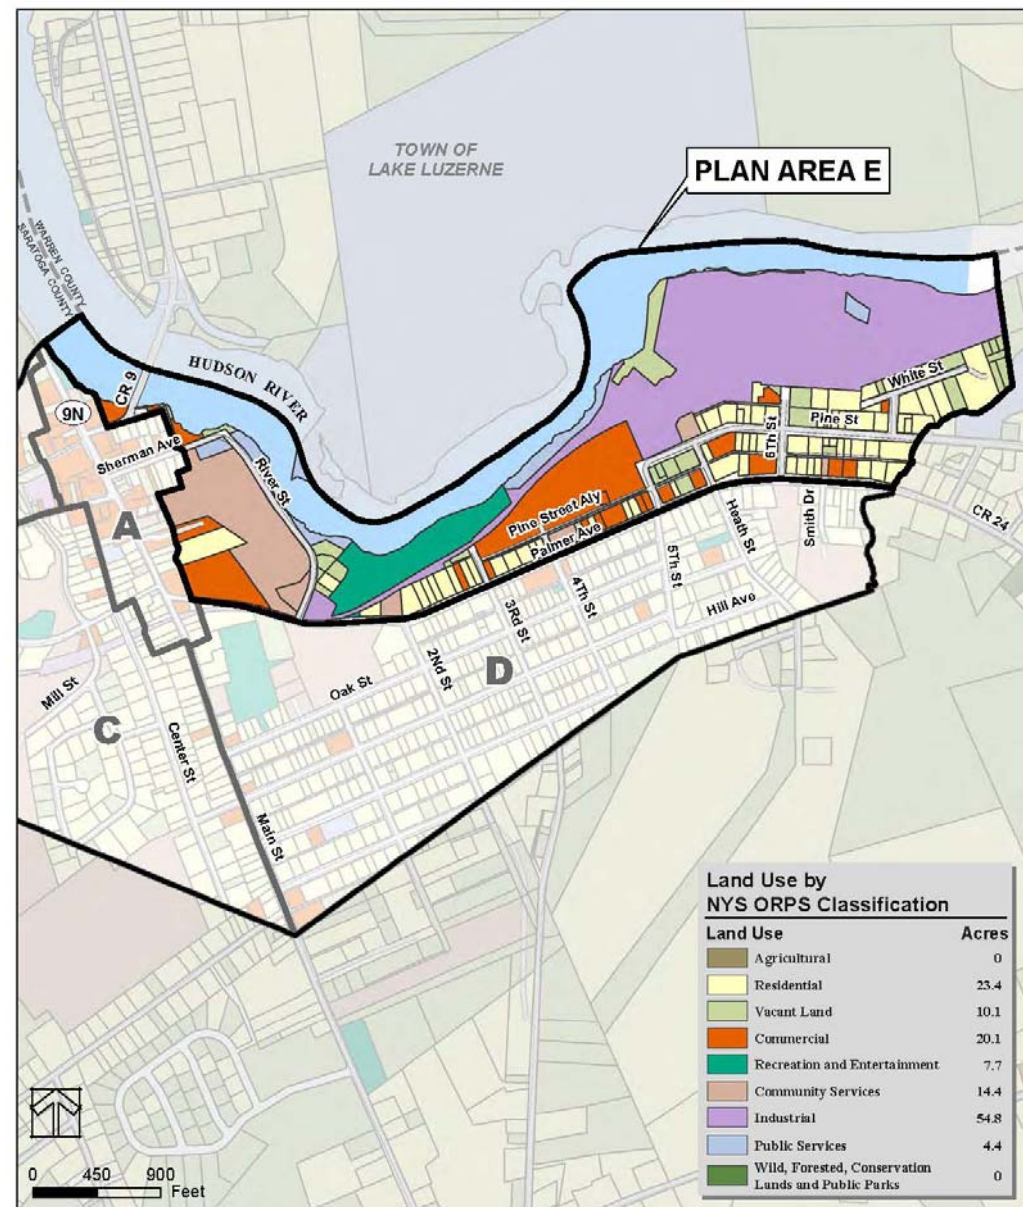 TOWN OF
LAKE LUZERNE
PLAN AREA E
WARREN COUNTY
SARATOGA COUNTY
HUDSON RIVER
CR 9
9N
Sherman Ave
River St
White St
Pine St
6Th St
A
Pine Street Aly
Palmer Ave
Heath St
Smith Dr
CR 24
5Th St
4Th St
3Rd St
Hill Ave
2Nd St
D
Oak St
Mill St
C
Center St
Main St
Land Use by
NYS ORPS Classification
Land Use Acres
Agricultural 0
Residential 23.4
Vacant Land 10.1
Commercial 20.1
Recreation and Entertainment 7.7
Community Services 14.4
Industrial 54.8
Public Services 4.4
Wild, Forested, Conservation
Lands and Public Parks 0
0 450 900
Feet